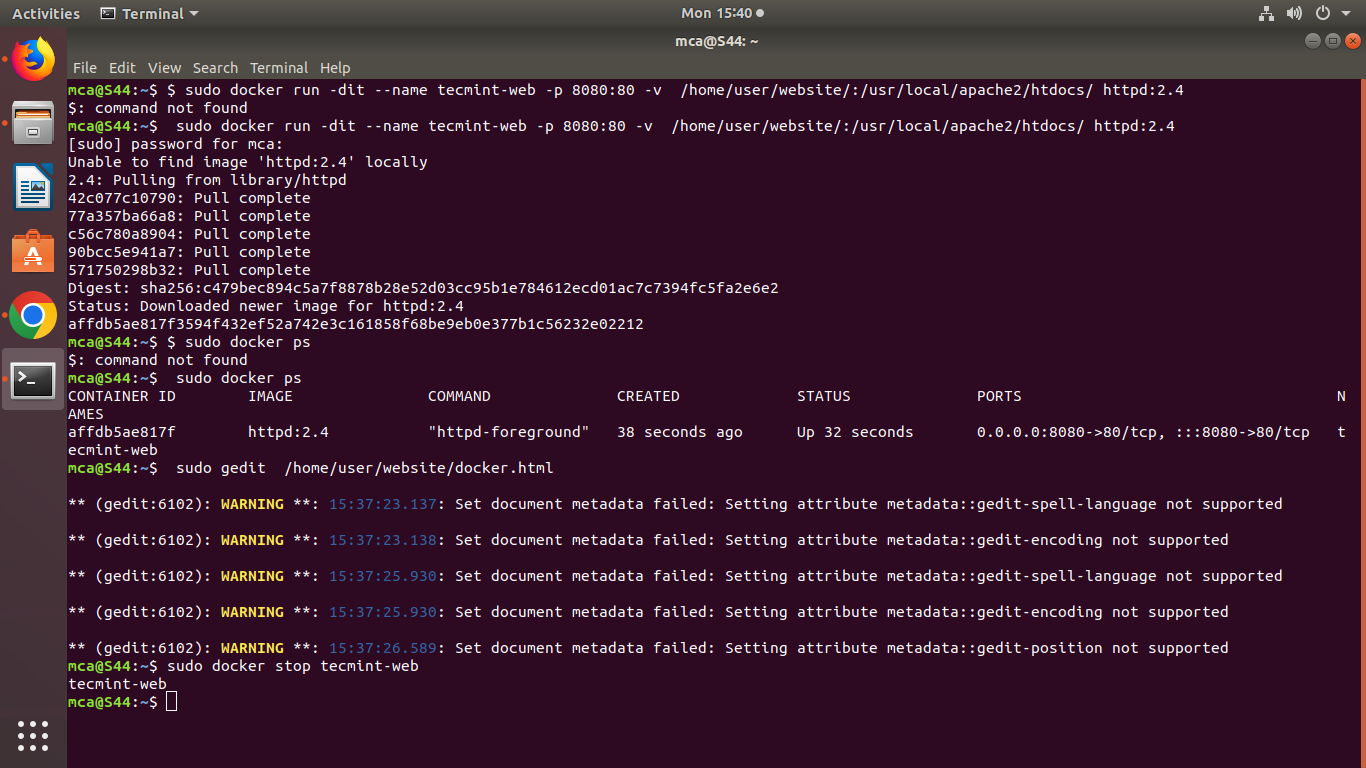 Activities Terminal Mon 15:40
mca@S44: ~
File Edit View Search Terminal Help
mca@S44:~$ $ sudo docker run -dit --name tecmint-web -p 8080:80 -v  /home/user/website/:/usr/local/apache2/htdocs/ httpd:2.4
$: command not found
mca@S44:~$  sudo docker run -dit --name tecmint-web -p 8080:80 -v  /home/user/website/:/usr/local/apache2/htdocs/ httpd:2.4
[sudo] password for mca:
Unable to find image 'httpd:2.4' locally
2.4: Pulling from library/httpd
42c077c10790: Pull complete
77a357ba66a8: Pull complete
c56c780a8904: Pull complete
90bcc5e941a7: Pull complete
571750298b32: Pull complete
Digest: sha256:c479bec894c5a7f8878b28e52d03cc95b1e784612ecd01ac7c7394fc5fa2e6e2
Status: Downloaded newer image for httpd:2.4
affdb5ae817f3594f432ef52a742e3c161858f68be9eb0e377b1c56232e02212
mca@S44:~$ $ sudo docker ps
$: command not found
mca@S44:~$  sudo docker ps
CONTAINER ID        IMAGE               COMMAND              CREATED             STATUS              PORTS                                   N
AMES
affdb5ae817f        httpd:2.4           "httpd-foreground"   38 seconds ago      Up 32 seconds       0.0.0.0:8080->80/tcp, :::8080->80/tcp   t
ecmint-web
mca@S44:~$  sudo gedit  /home/user/website/docker.html
** (gedit:6102): WARNING **: 15:37:23.137: Set document metadata failed: Setting attribute metadata::gedit-spell-language not supported
** (gedit:6102): WARNING **: 15:37:23.138: Set document metadata failed: Setting attribute metadata::gedit-encoding not supported
** (gedit:6102): WARNING **: 15:37:25.930: Set document metadata failed: Setting attribute metadata::gedit-spell-language not supported
** (gedit:6102): WARNING **: 15:37:25.930: Set document metadata failed: Setting attribute metadata::gedit-encoding not supported
** (gedit:6102): WARNING **: 15:37:26.589: Set document metadata failed: Setting attribute metadata::gedit-position not supported
mca@S44:~$ sudo docker stop tecmint-web
tecmint-web
mca@S44:~$